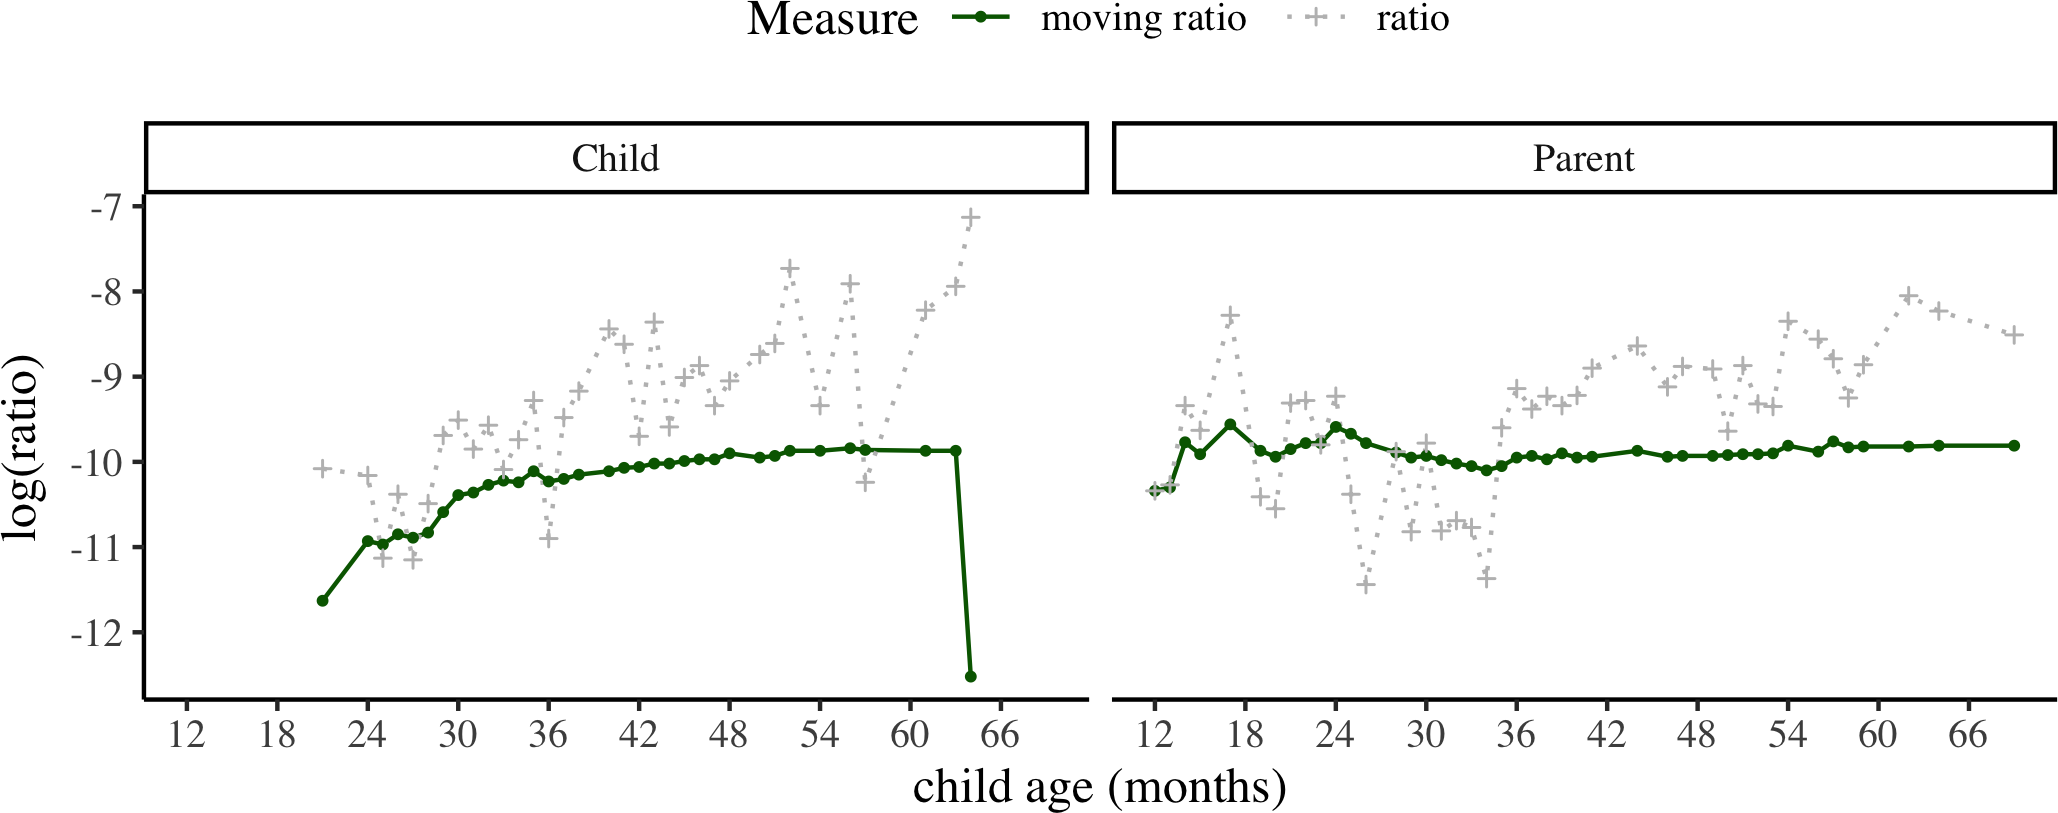 Measure moving ratio ratio
Child Parent
log(ratio)
-7
-8
-9
-10
-11
-12
12 18 24 30 36 42 48 54 60 66 12 18 24 30 36 42 48 54 60 66
child age (months)